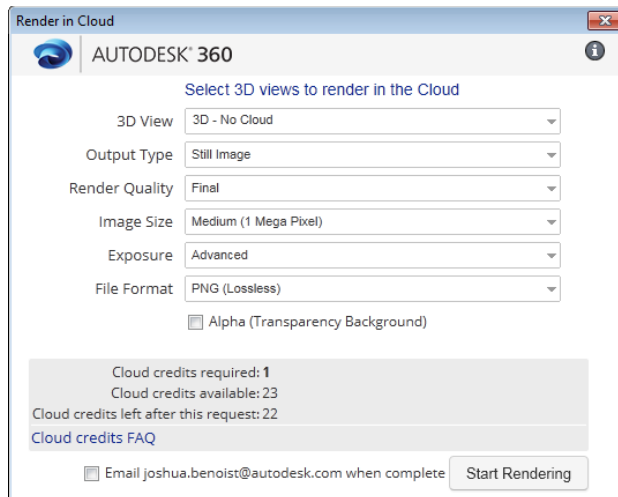 Render in Cloud
AUTODESK® 360
Select 3D views to render in the Cloud
3D View 3D - No Cloud
Output Type Still Image
Render Quality Final
Image Size Medium (1 Mega Pixel)
Exposure Advanced
File Format PNG (Lossless)
Alpha (Transparency Background)
Cloud credits required: 1
Cloud credits available: 23
Cloud credits left after this request: 22
Cloud credits FAQ
Email joshua.benoist@autodesk.com when complete Start Rendering